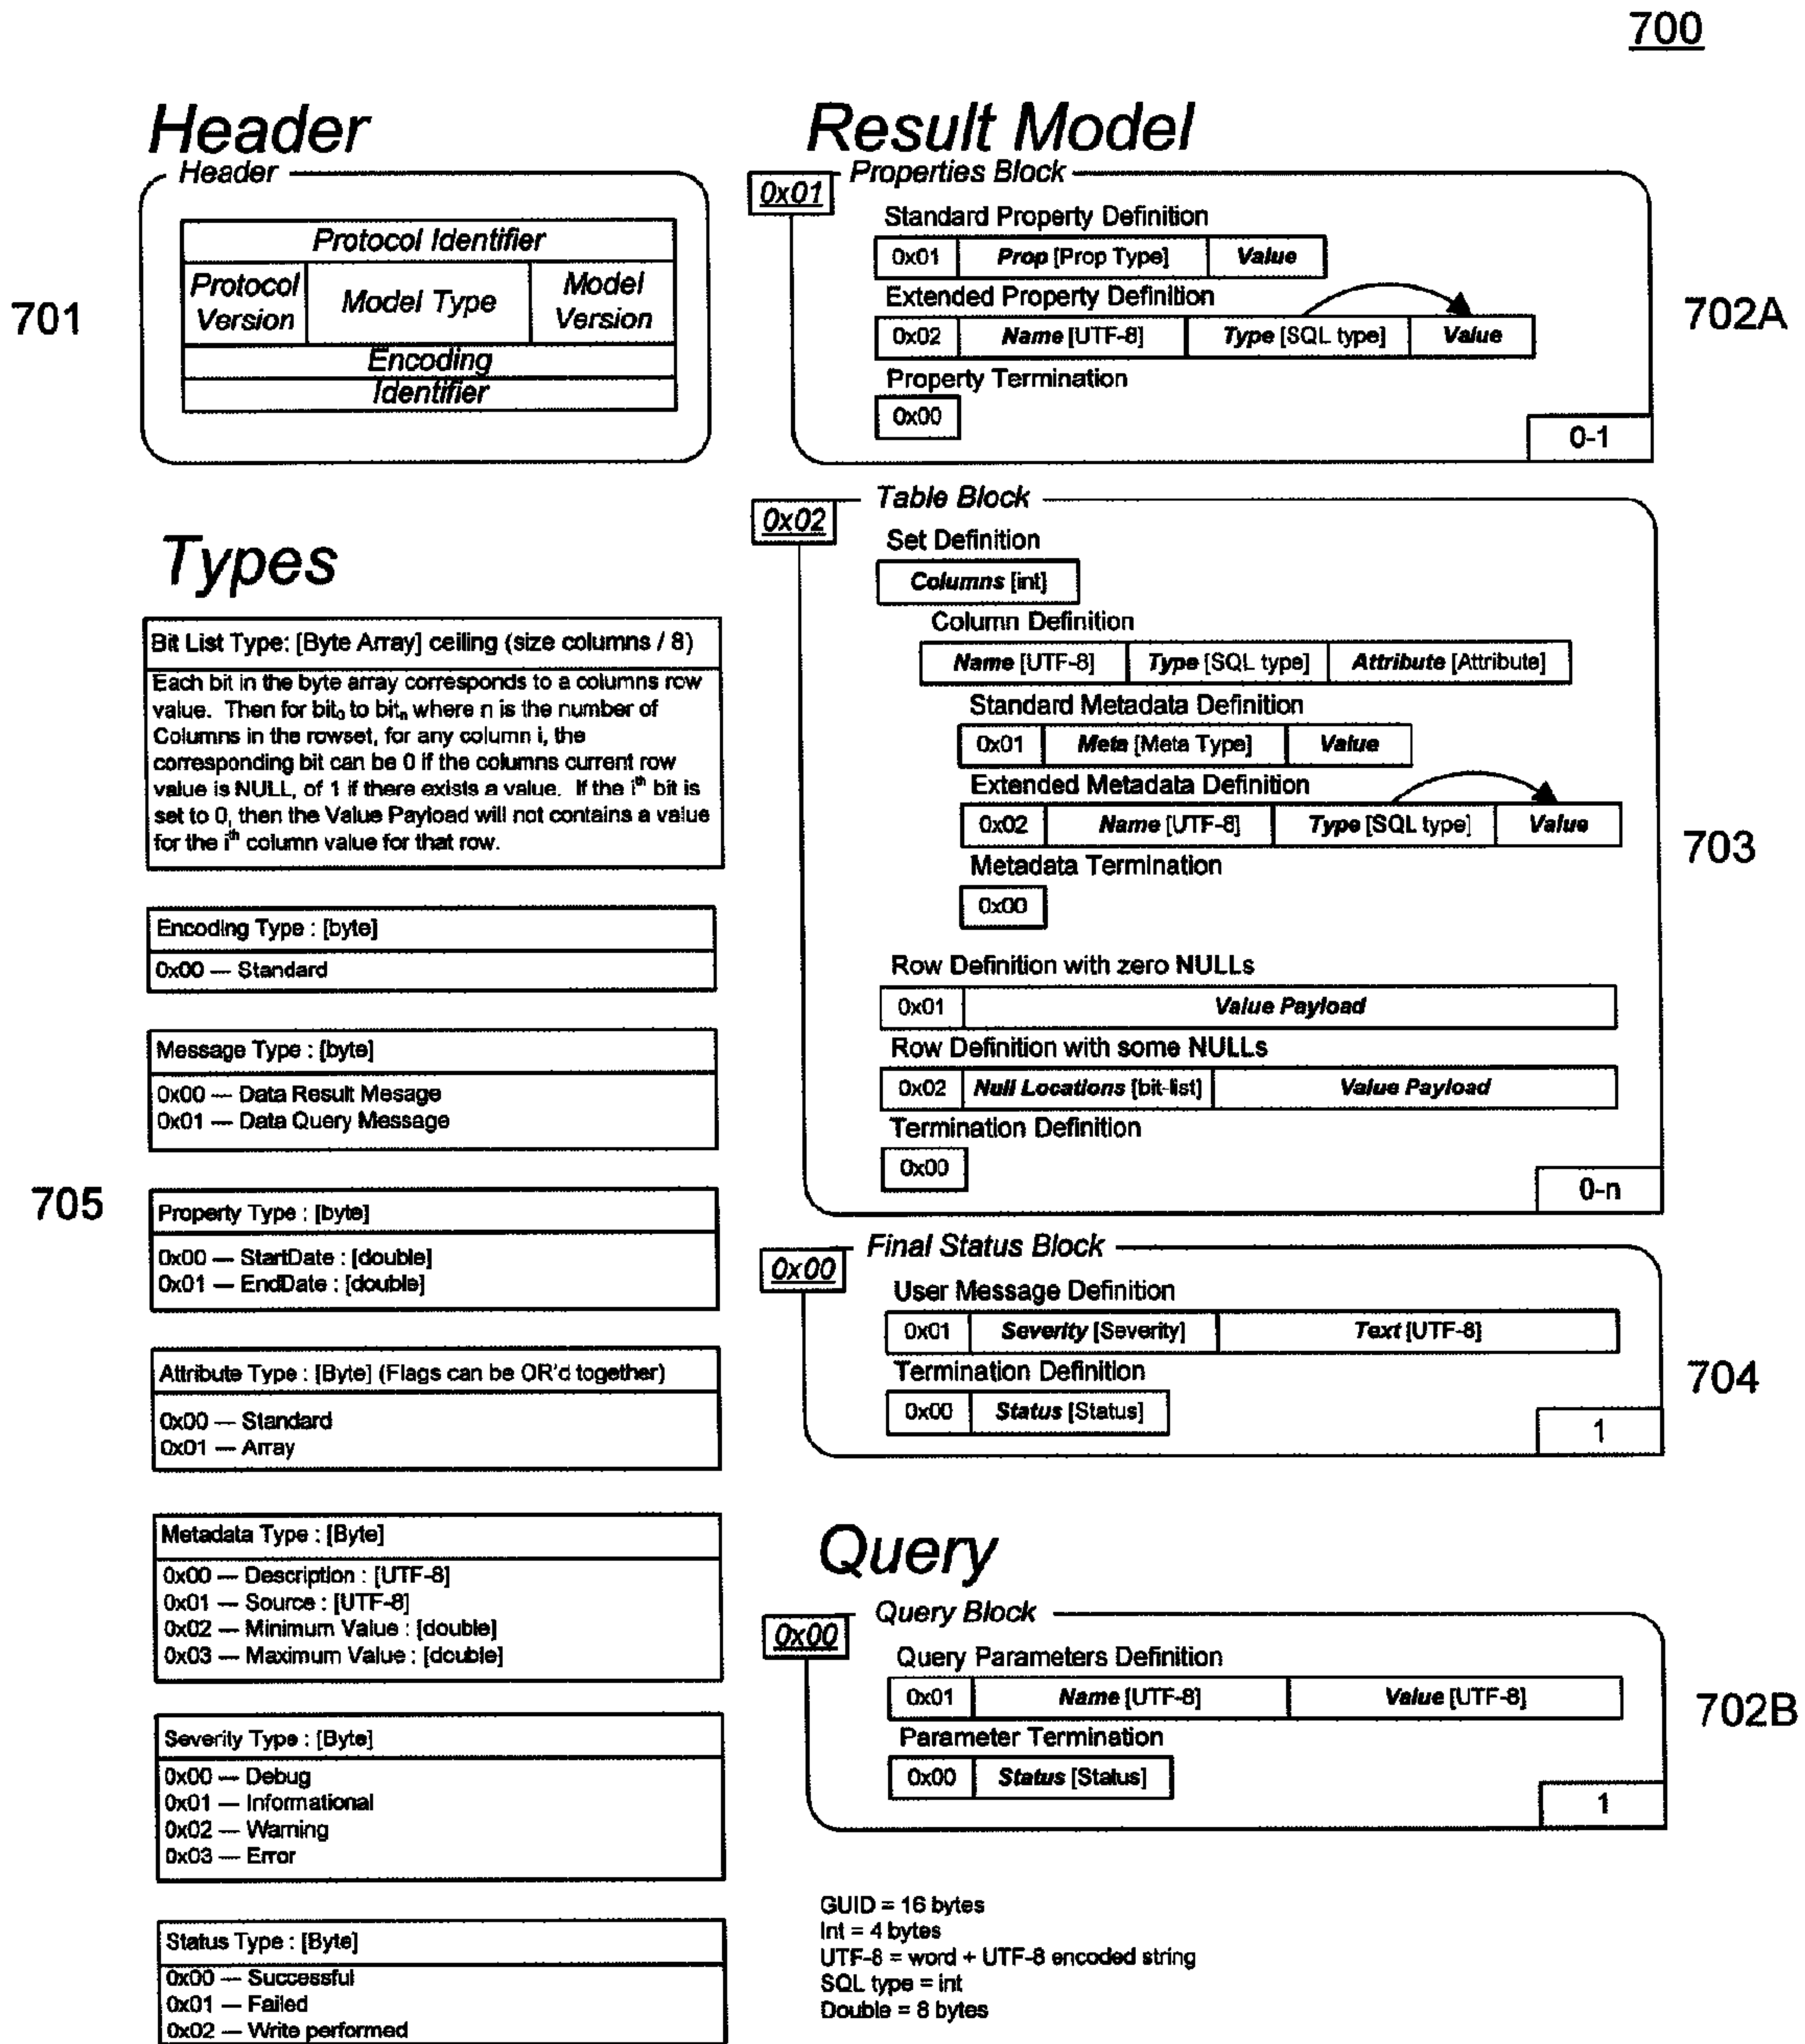 700
Header
Header
Protocol Identifier
Protocol Version
Model Type
Model Version
Encoding
Identifier
701
Types
Bit List Type: [Byte Array] ceiling (size columns / 8)
Each bit in the byte array corresponds to a columns row
value. Then for bit₀ to bitₙ where n is the number of
Columns in the rowset, for any column i, the
corresponding bit can be 0 if the columns current row
value is NULL, of 1 if there exists a value. If the iᵗʰ bit is
set to 0, then the Value Payload will not contains a value
for the iᵗʰ column value for that row.
Encoding Type : [byte]
0x00 — Standard
Message Type : [byte]
0x00 — Data Result Mesage
0x01 — Data Query Message
705
Property Type : [byte]
0x00 — StartDate : [double]
0x01 — EndDate : [double]
Attribute Type : [Byte] (Flags can be OR'd together)
0x00 — Standard
0x01 — Array
Metadata Type : [Byte]
0x00 — Description : [UTF-8]
0x01 — Source : [UTF-8]
0x02 — Minimum Value : [double]
0x03 — Maximum Value : [double]
Severity Type : [Byte]
0x00 — Debug
0x01 — Informational
0x02 — Warning
0x03 — Error
Status Type : [Byte]
0x00 — Successful
0x01 — Failed
0x02 — Write performed
Result Model
0x01 Properties Block
Standard Property Definition
0x01 Prop [Prop Type] Value
Extended Property Definition
0x02 Name [UTF-8] Type [SQL type] Value
Property Termination
0x00
0-1
702A
0x02 Table Block
Set Definition
Columns [int]
Column Definition
Name [UTF-8] Type [SQL type] Attribute [Attribute]
Standard Metadata Definition
0x01 Meta [Meta Type] Value
Extended Metadata Definition
0x02 Name [UTF-8] Type [SQL type] Value
Metadata Termination
0x00
703
Row Definition with zero NULLs
0x01 Value Payload
Row Definition with some NULLs
0x02 Null Locations [bit-list] Value Payload
Termination Definition
0x00
0-n
0x00 Final Status Block
User Message Definition
0x01 Severity [Severity] Text [UTF-8]
Termination Definition
0x00 Status [Status]
1
704
Query
0x00 Query Block
Query Parameters Definition
0x01 Name [UTF-8] Value [UTF-8]
Parameter Termination
0x00 Status [Status]
1
702B
GUID = 16 bytes
Int = 4 bytes
UTF-8 = word + UTF-8 encoded string
SQL type = int
Double = 8 bytes